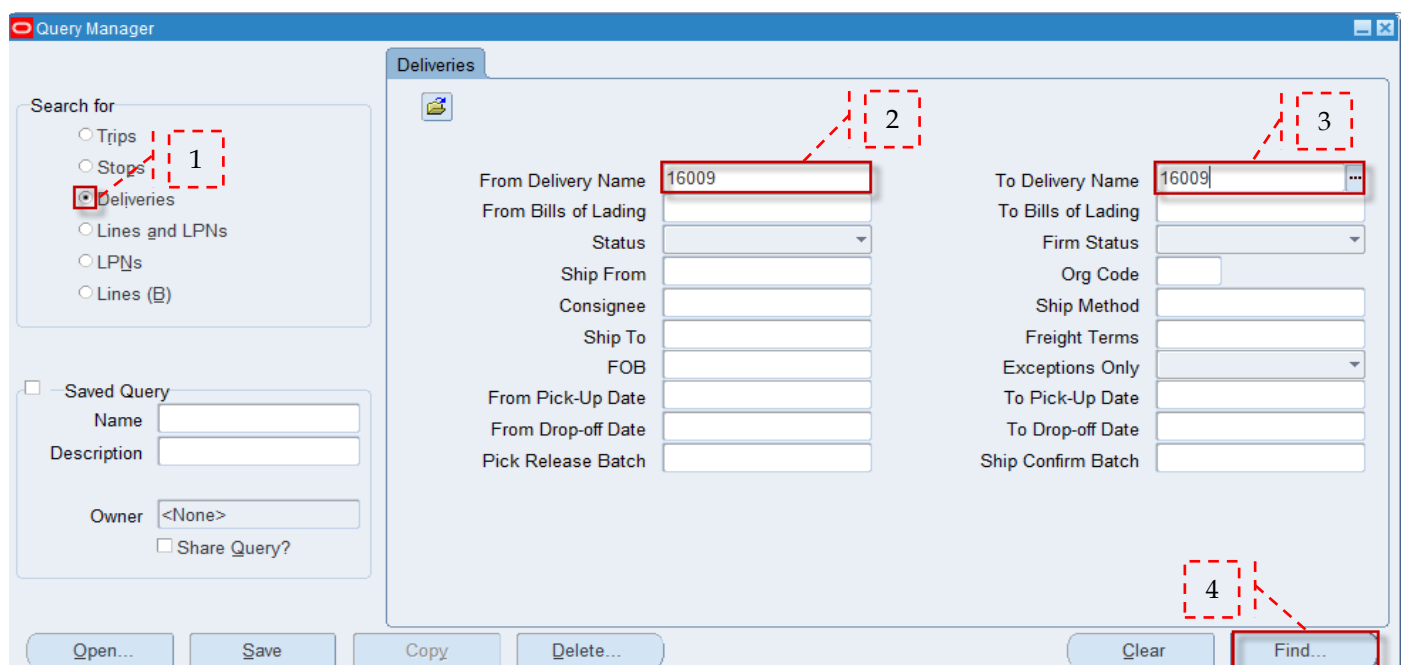 Query Manager
Deliveries
Search for
Trips
Stops
Deliveries
Lines and LPNs
LPNs
Lines (B)
1
2
3
From Delivery Name 16009 To Delivery Name 16009 ...
From Bills of Lading To Bills of Lading
Status Firm Status
Ship From Org Code
Consignee Ship Method
Ship To Freight Terms
FOB Exceptions Only
From Pick-Up Date To Pick-Up Date
From Drop-off Date To Drop-off Date
Pick Release Batch Ship Confirm Batch
Saved Query
Name
Description
Owner <None>
Share Query?
4
Open... Save Copy Delete... Clear Find...